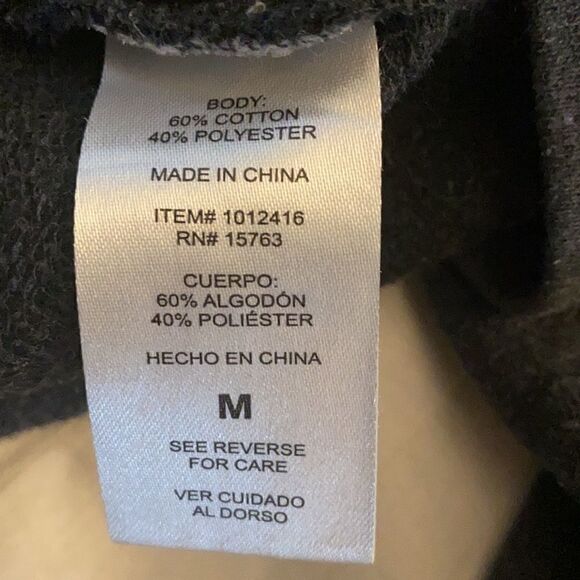 BODY:
60% COTTON
40% POLYESTER
MADE IN CHINA
ITEM# 1012416
RN# 15763
CUERPO:
60% ALGODÓN
40% POLIÉSTER
HECHO EN CHINA
M
SEE REVERSE
FOR CARE
VER CUIDADO
AL DORSO